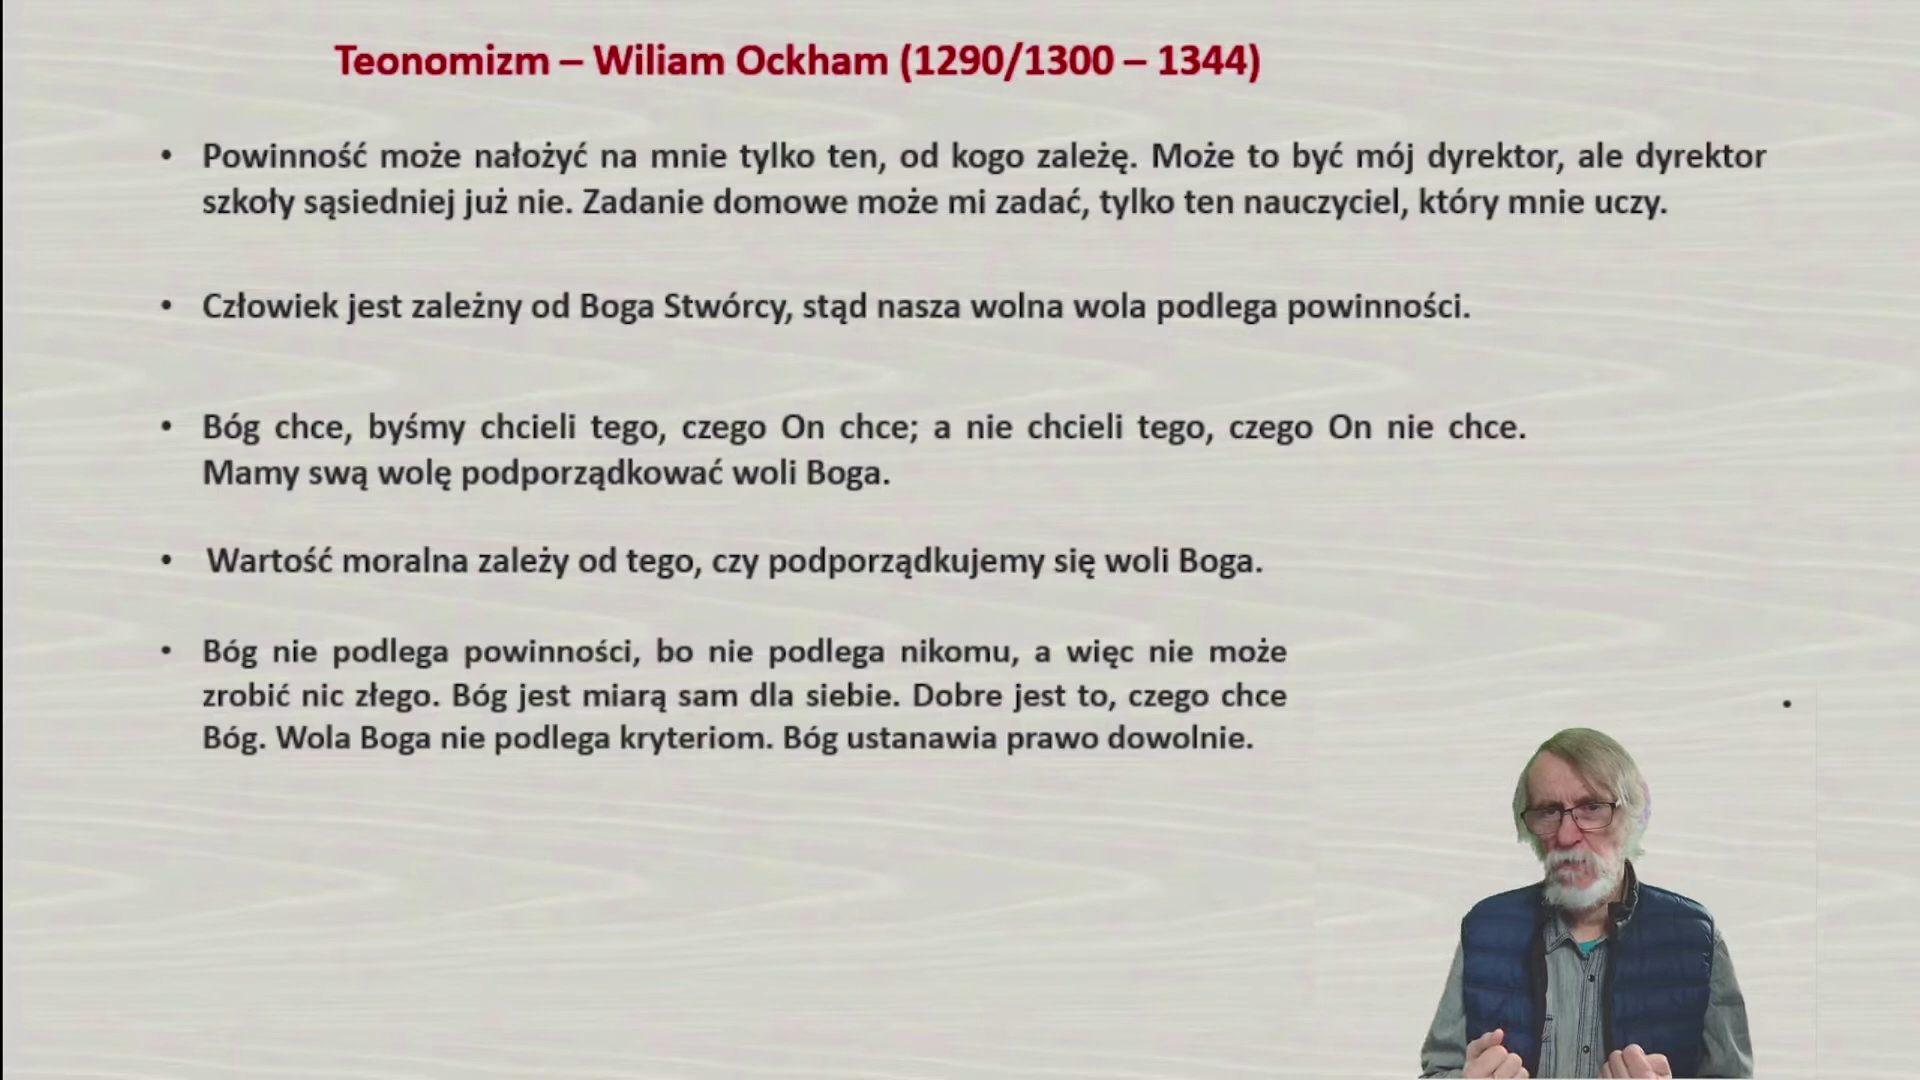 Teonomizm – Wiliam Ockham (1290/1300 – 1344)
• Powinność może nałożyć na mnie tylko ten, od kogo zależę. Może to być mój dyrektor, ale dyrektor
szkoły sąsiedniej już nie. Zadanie domowe może mi zadać, tylko ten nauczyciel, który mnie uczy.
• Człowiek jest zależny od Boga Stwórcy, stąd nasza wolna wola podlega powinności.
• Bóg chce, byśmy chcieli tego, czego On chce; a nie chcieli tego, czego On nie chce.
Mamy swą wolę podporządkować woli Boga.
• Wartość moralna zależy od tego, czy podporządkujemy się woli Boga.
• Bóg nie podlega powinności, bo nie podlega nikomu, a więc nie może
zrobić nic złego. Bóg jest miarą sam dla siebie. Dobre jest to, czego chce
Bóg. Wola Boga nie podlega kryteriom. Bóg ustanawia prawo dowolnie.